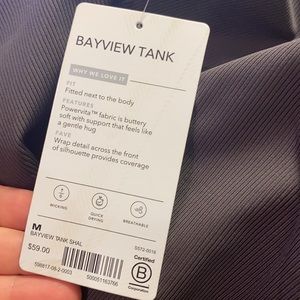 BAYVIEW TANK
WHY WE LOVE IT
FIT
Fitted next to the body
FEATURES
Powervita™ fabric is buttery
soft with support that feels like
a gentle hug
FAVE
Wrap detail across the front
of silhouette provides coverage
WICKING
QUICK
DRYING
BREATHABLE
M
BAYVIEW TANK SHAL
$59.00
5572-0018
Certified
B
Corporation